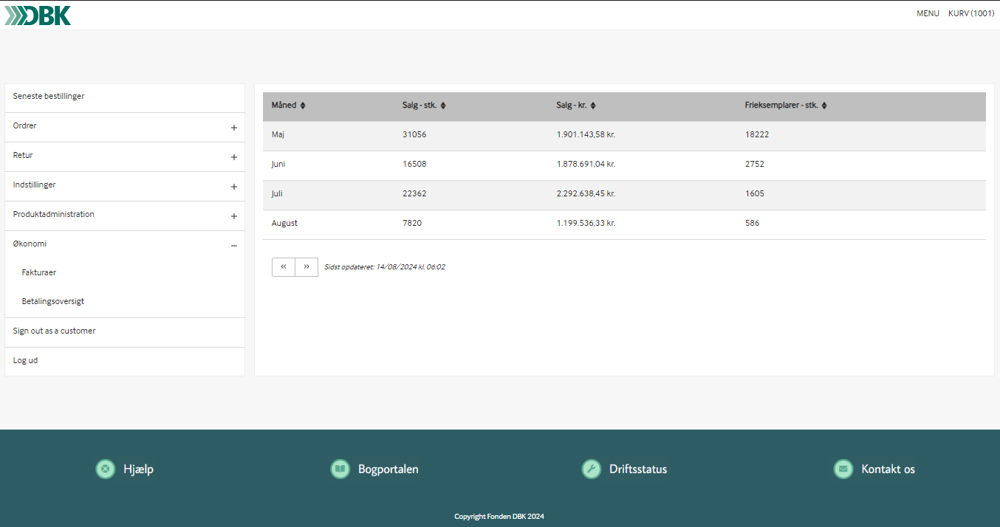 DBK
MENU KURV (1001)
Seneste bestillinger
Ordrer
Retur
Indstillinger
Produktadministration
Økonomi
Fakturaer
Betalingsoversigt
Sign out as a customer
Log ud
Måned Salg - stk. Salg - kr. Frieksemplarer - stk.
Maj 31056 1.901.143,58 kr. 18222
Juni 16508 1.878.691,04 kr. 2752
Juli 22362 2.292.638,45 kr. 1605
August 7820 1.199.536,33 kr. 586
« » Sidst opdateret: 14/08/2024 kl. 06:02
Hjælp Bogportalen Driftsstatus Kontakt os
Copyright Fonden DBK 2024